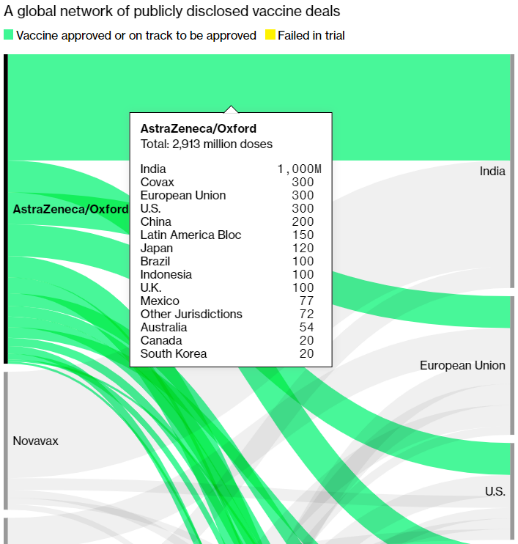 A global network of publicly disclosed vaccine deals
Vaccine approved or on track to be approved Failed in trial
AstraZeneca/Oxford
Total: 2,913 million doses
India 1,000M
Covax 300
European Union 300
U.S. 300
China 200
Latin America Bloc 150
Japan 120
Brazil 100
Indonesia 100
U.K. 100
Mexico 77
Other Jurisdictions 72
Australia 54
Canada 20
South Korea 20
India
AstraZeneca/Oxford
European Union
Novavax
U.S.